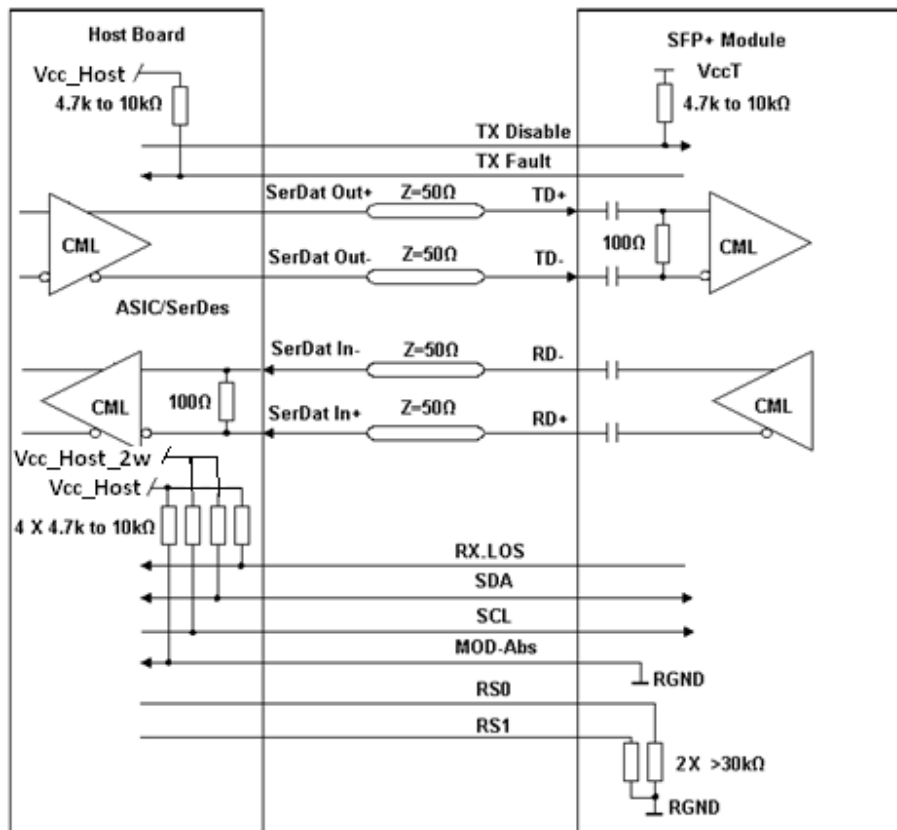 Host Board
SFP+ Module
Vcc_Host
4.7k to 10kΩ
VccT
4.7k to 10kΩ
TX Disable
TX Fault
SerDat Out+
Z=50Ω
TD+
CML
100Ω
CML
SerDat Out-
Z=50Ω
TD-
ASIC/SerDes
SerDat In-
Z=50Ω
RD-
CML
100Ω
SerDat In+
Z=50Ω
RD+
CML
Vcc_Host_2w
Vcc_Host
4 X 4.7k to 10kΩ
RX.LOS
SDA
SCL
MOD-Abs
RGND
RS0
RS1
2X >30kΩ
RGND